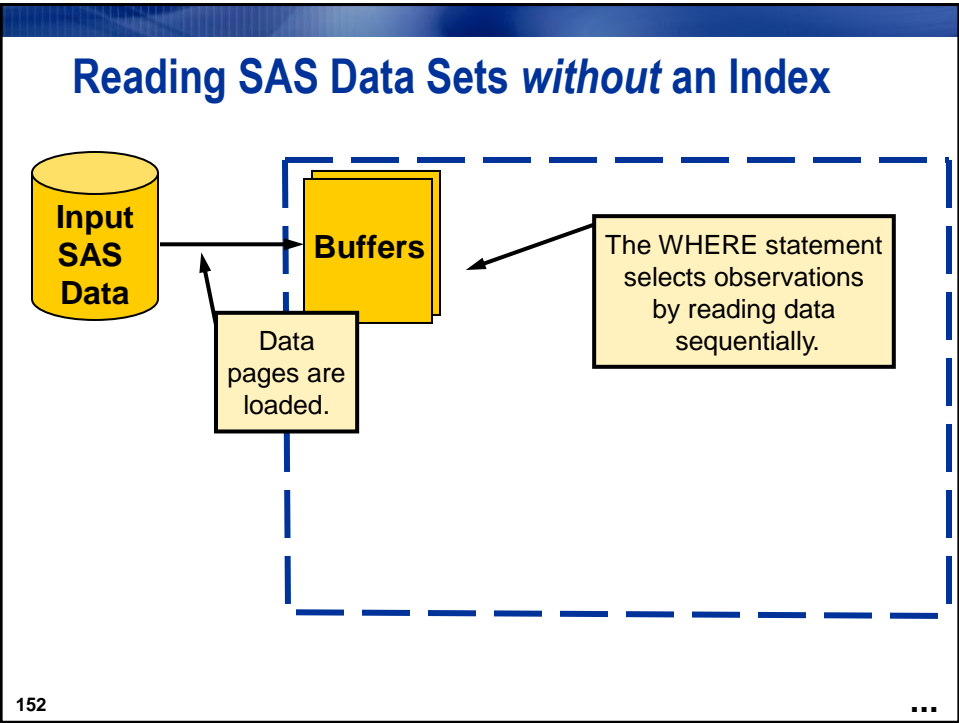 Reading SAS Data Sets without an Index
Input
SAS
Data
Buffers
The WHERE statement
selects observations
by reading data
sequentially.
Data
pages are
loaded.
152
...